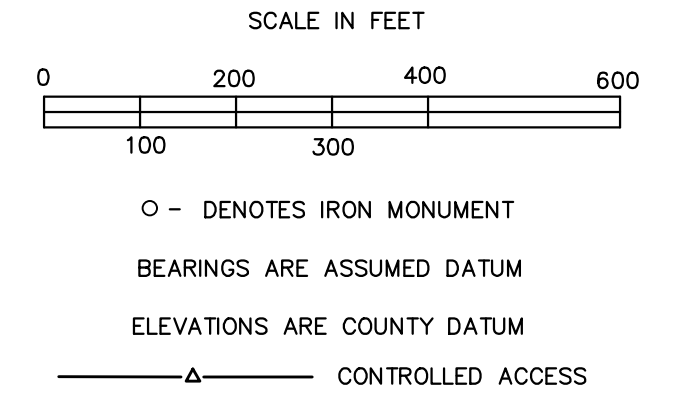 SCALE IN FEET
0 200 400 600
100 300
O - DENOTES IRON MONUMENT
BEARINGS ARE ASSUMED DATUM
ELEVATIONS ARE COUNTY DATUM
CONTROLLED ACCESS